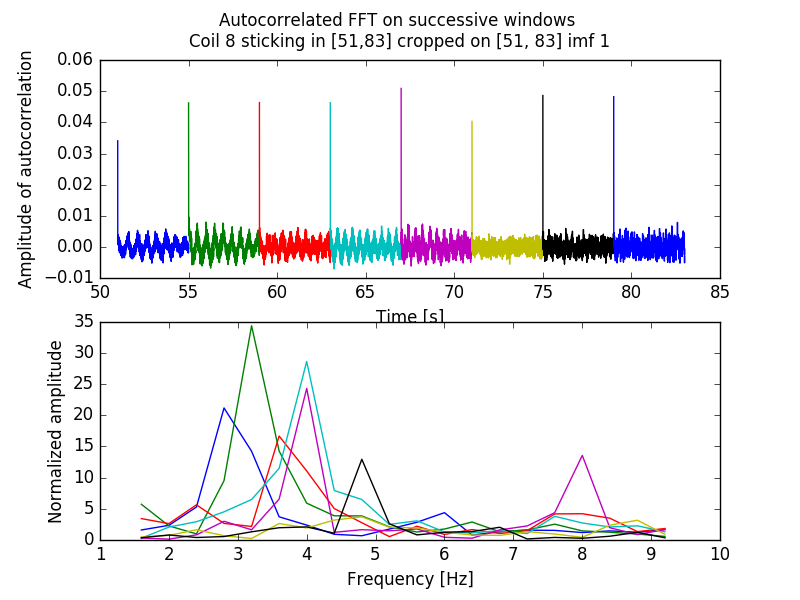 Autocorrelated FFT on successive windows
Coil 8 sticking in [51,83] cropped on [51, 83] imf 1
Amplitude of autocorrelation
0.06
0.05
0.04
0.03
0.02
0.01
0.00
−0.01
50 55 60 65 70 75 80 85
Time [s]
Normalized amplitude
35
30
25
20
15
10
5
0
1 2 3 4 5 6 7 8 9 10
Frequency [Hz]